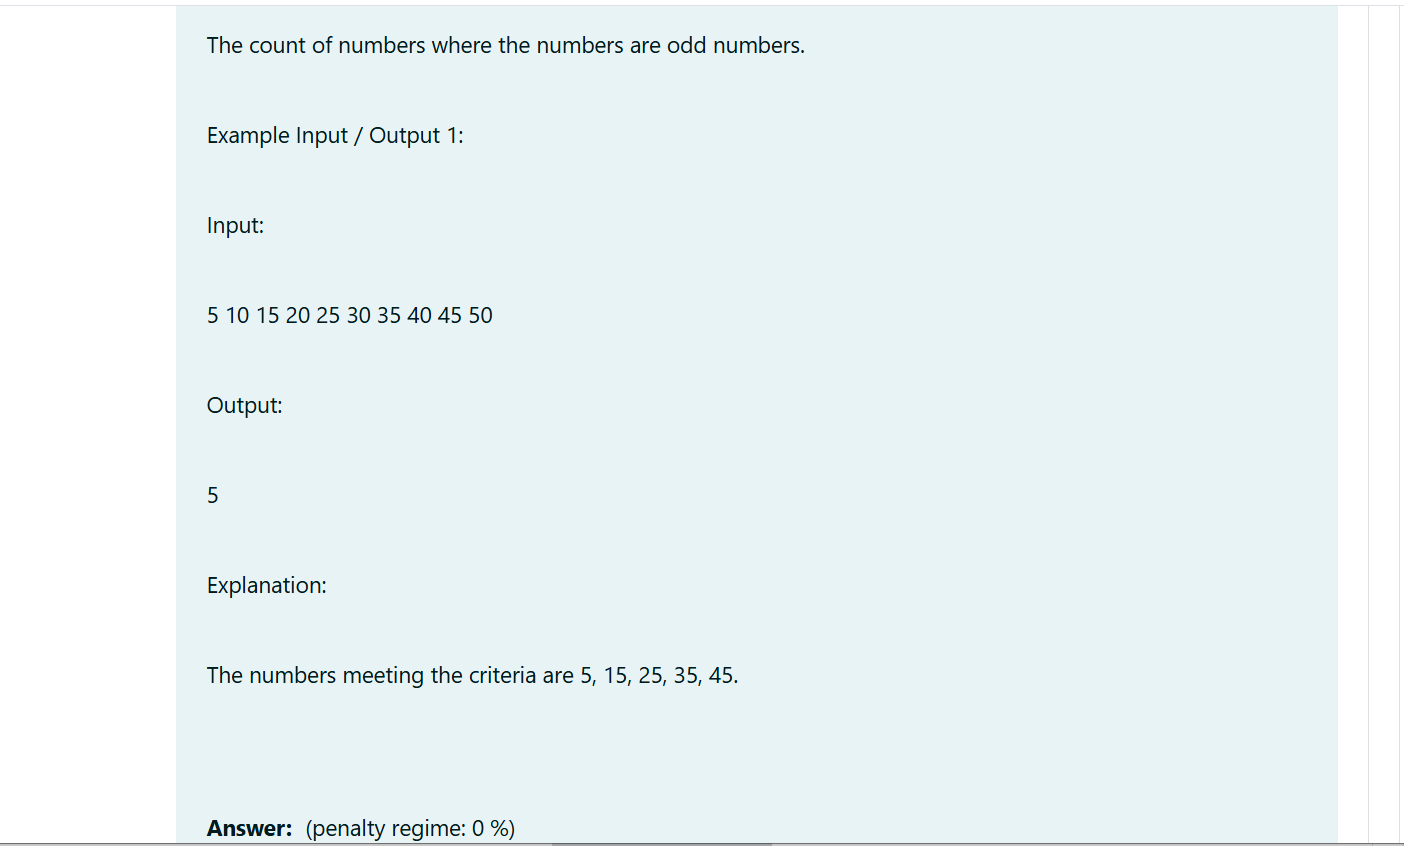 The count of numbers where the numbers are odd numbers.
Example Input / Output 1:
Input:
5 10 15 20 25 30 35 40 45 50
Output:
5
Explanation:
The numbers meeting the criteria are 5, 15, 25, 35, 45.
Answer: (penalty regime: 0 %)